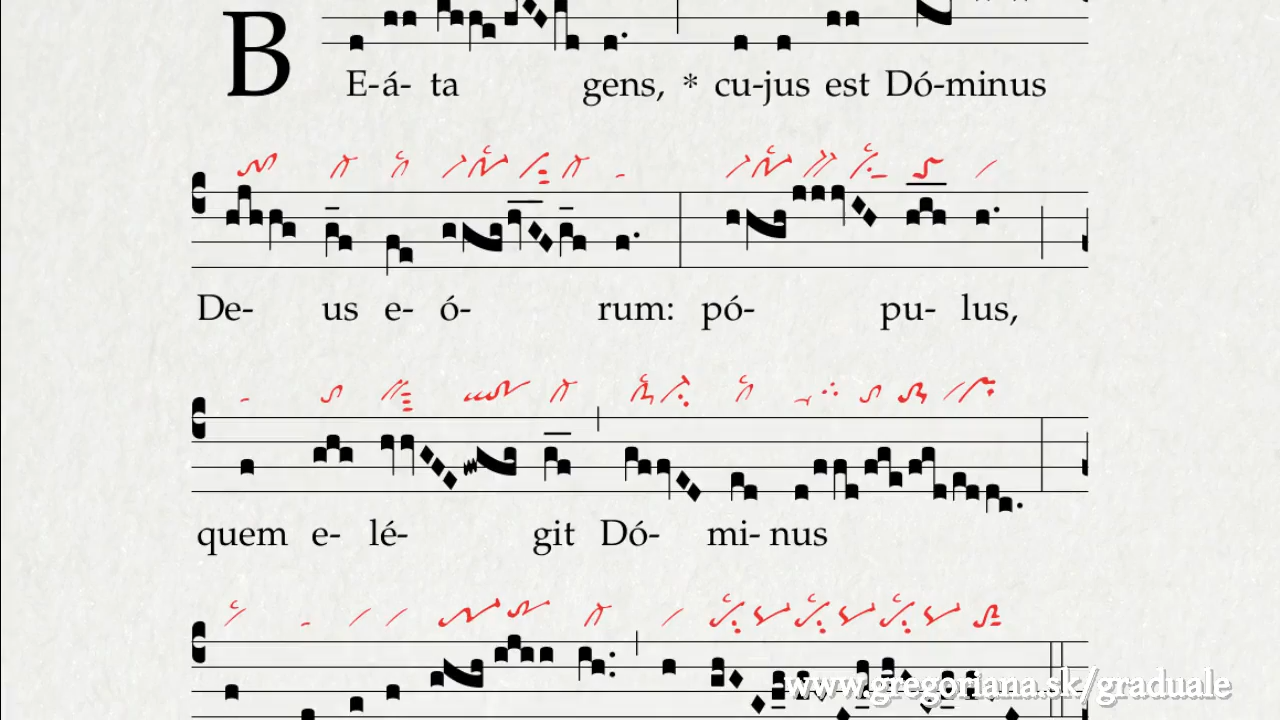 BE-á- ta gens, * cu-jus est Dó-minus
De- us e- ó- rum: pó- pu- lus,
quem e- lé- git Dó- mi- nus
www.gregoriana.sk/graduale